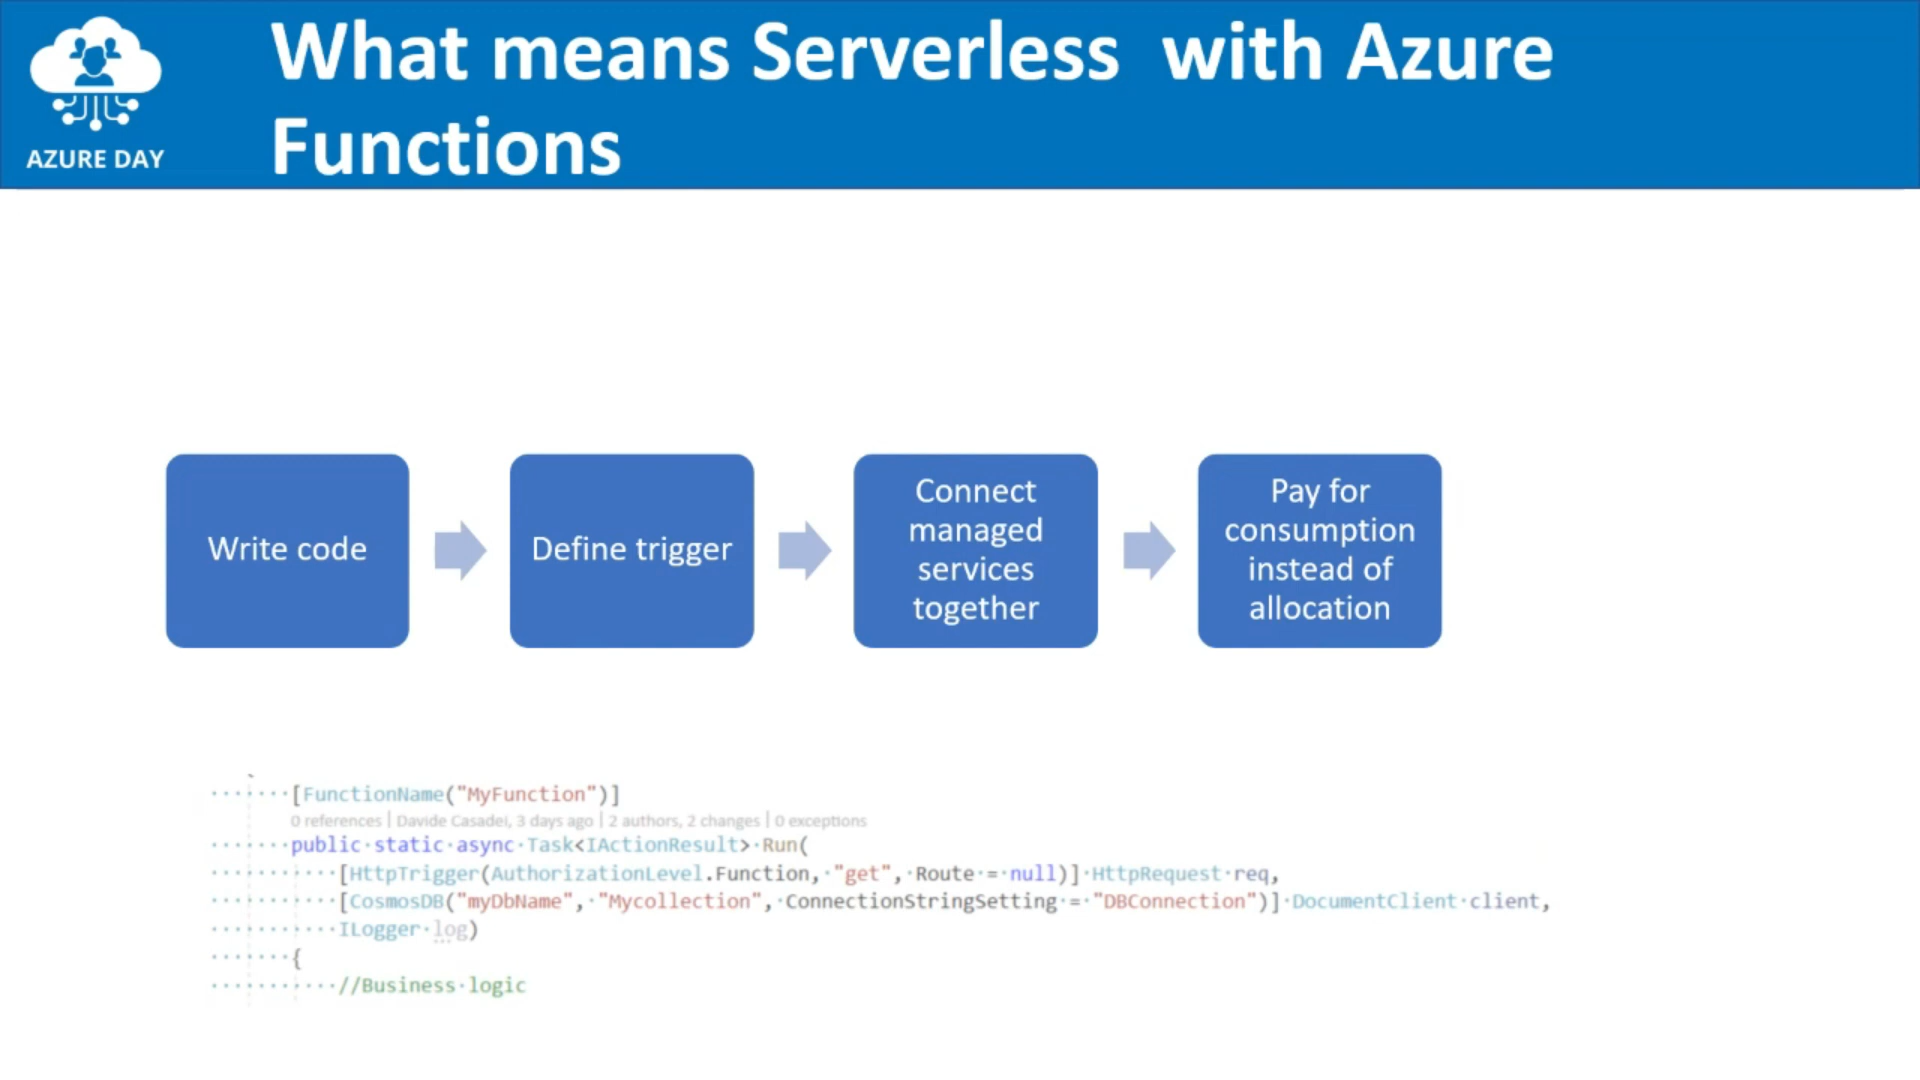 AZURE DAY
What means Serverless  with Azure
Functions
Write code
Define trigger
Connect
managed
services
together
Pay for
consumption
instead of
allocation
[FunctionName("MyFunction")]
0 references | Davide Casadei, 3 days ago | 2 authors, 2 changes | 0 exceptions
public static async Task<IActionResult> Run(
[HttpTrigger(AuthorizationLevel.Function, "get", Route = null)] HttpRequest req,
[CosmosDB("myDbName", "Mycollection", ConnectionStringSetting = "DBConnection")] DocumentClient client,
ILogger log)
{
//Business logic